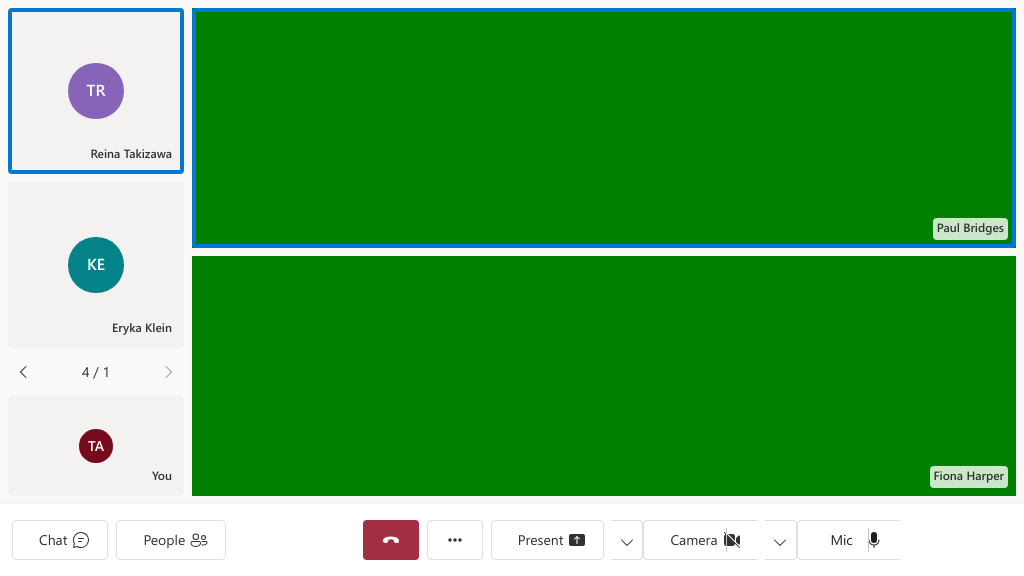 TR
Reina Takizawa
KE
Eryka Klein
4 / 1
TA
You
Paul Bridges
Fiona Harper
Chat
People
Present
Camera
Mic